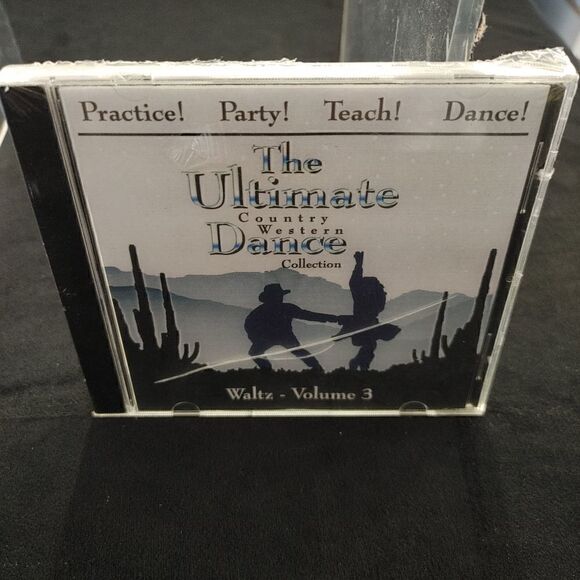 Practice! Party! Teach! Dance!
The
Ultimate
Country
Western
Dance
Collection
Waltz - Volume 3